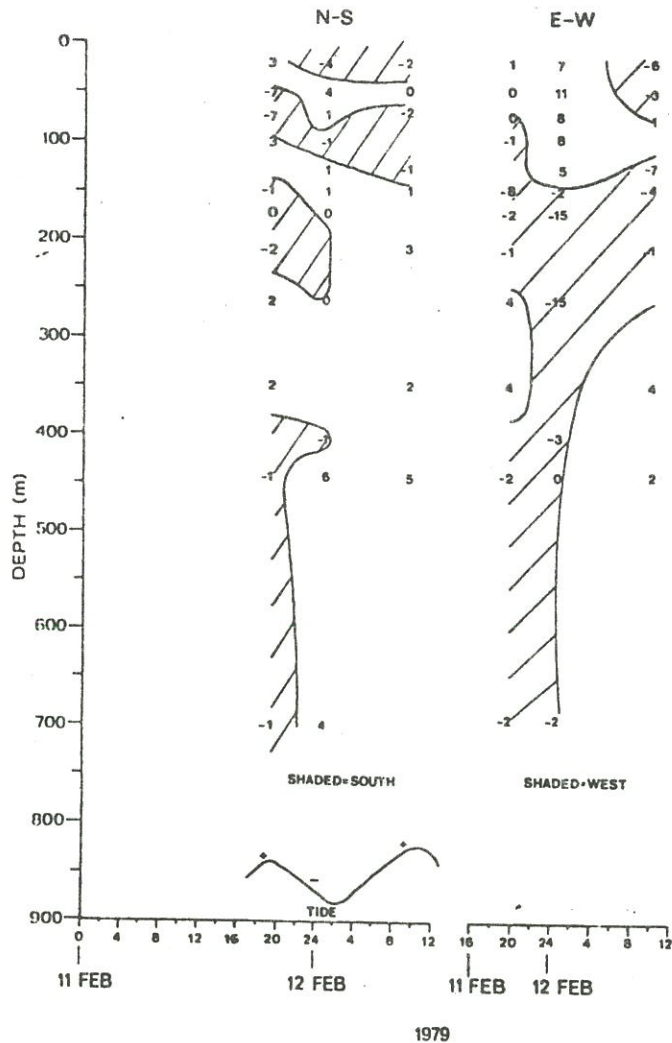 N-S E-W
0
3 -4 -2 1 7 -6
-7 4 0 0 11 -3
-7 1 -2 0 8
100 3 -1 -1 8
1 -1 5 -7
-1 1 1 -8 -2 -4
0 0 -2 -15
200
-2 3 -1 -1
2 0 4 -15
300
2 2 4 4
400
-1 -3
-1 6 5 -2 0 2
DEPTH (m)
500
600
700
-1 4 -2 -2
SHADED=SOUTH SHADED=WEST
800
+ +
−
TIDE
900
0 4 8 12 16 20 24 4 8 12 16 20 24 4 8 12
11 FEB 12 FEB 11 FEB 12 FEB
1979